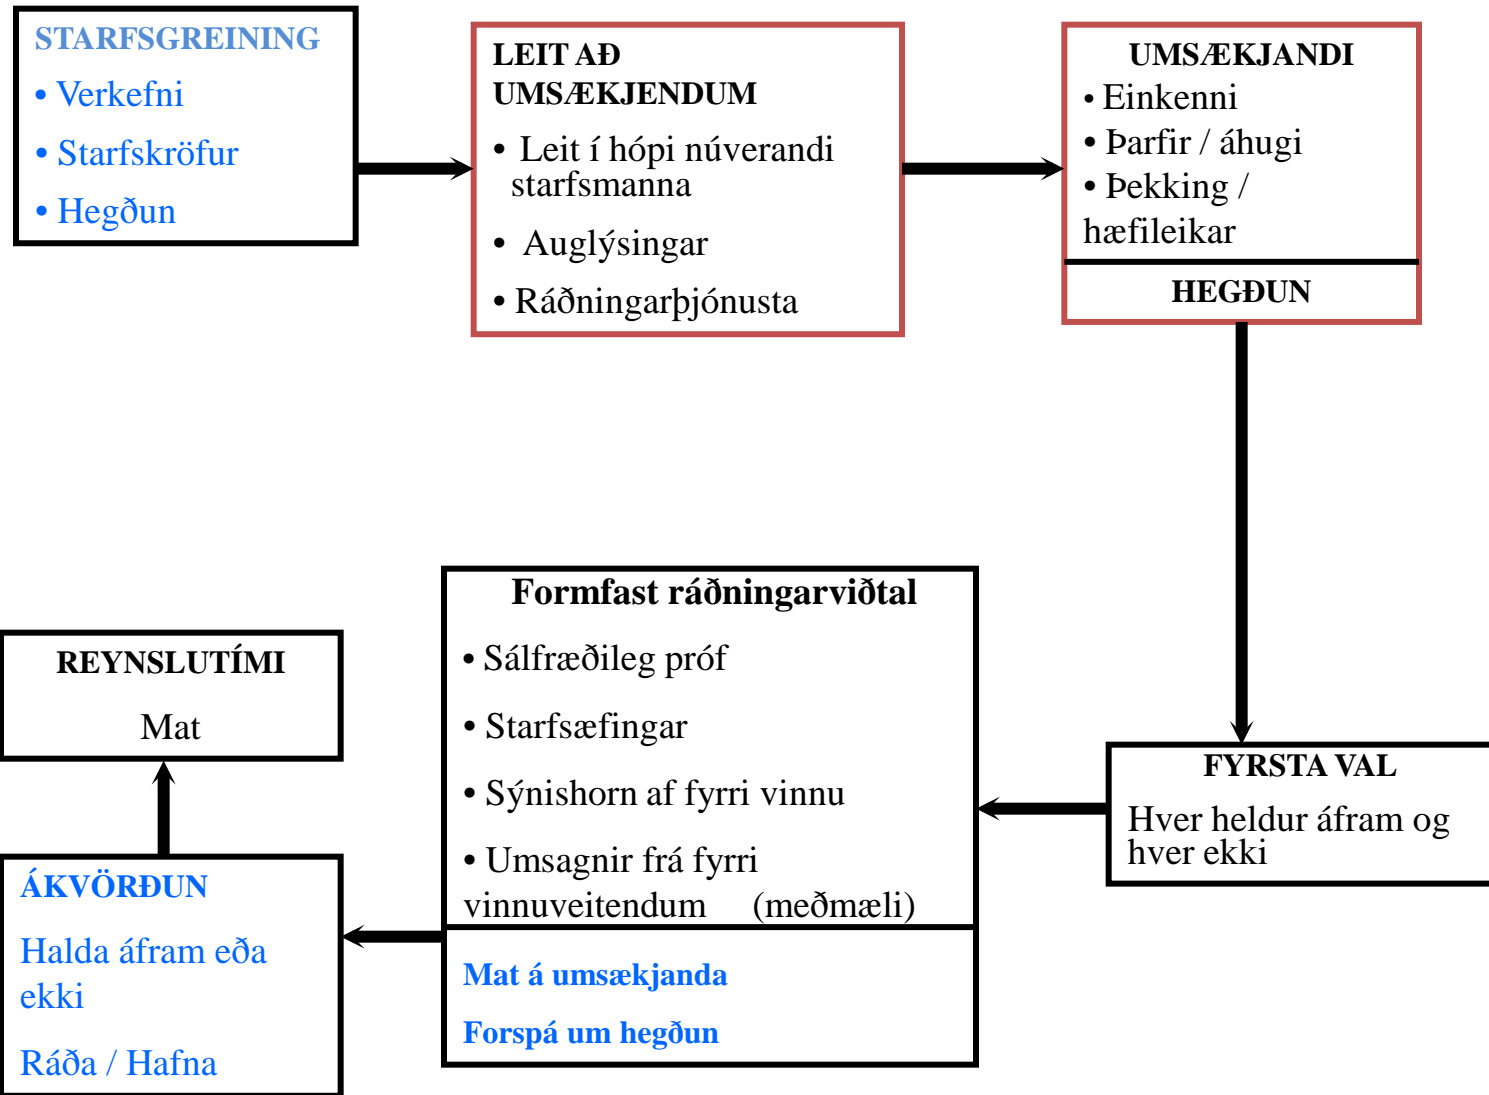 STARFSGREINING
• Verkefni
• Starfskröfur
• Hegðun
LEIT AÐ
UMSÆKJENDUM
• Leit í hópi núverandi
starfsmanna
• Auglýsingar
• Ráðningarþjónusta
UMSÆKJANDI
• Einkenni
• Þarfir / áhugi
• Þekking /
hæfileikar
HEGÐUN
FYRSTA VAL
Hver heldur áfram og
hver ekki
Formfast ráðningarviðtal
• Sálfræðileg próf
• Starfsæfingar
• Sýnishorn af fyrri vinnu
• Umsagnir frá fyrri
vinnuveitendum (meðmæli)
Mat á umsækjanda
Forspá um hegðun
ÁKVÖRÐUN
Halda áfram eða
ekki
Ráða / Hafna
REYNSLUTÍMI
Mat